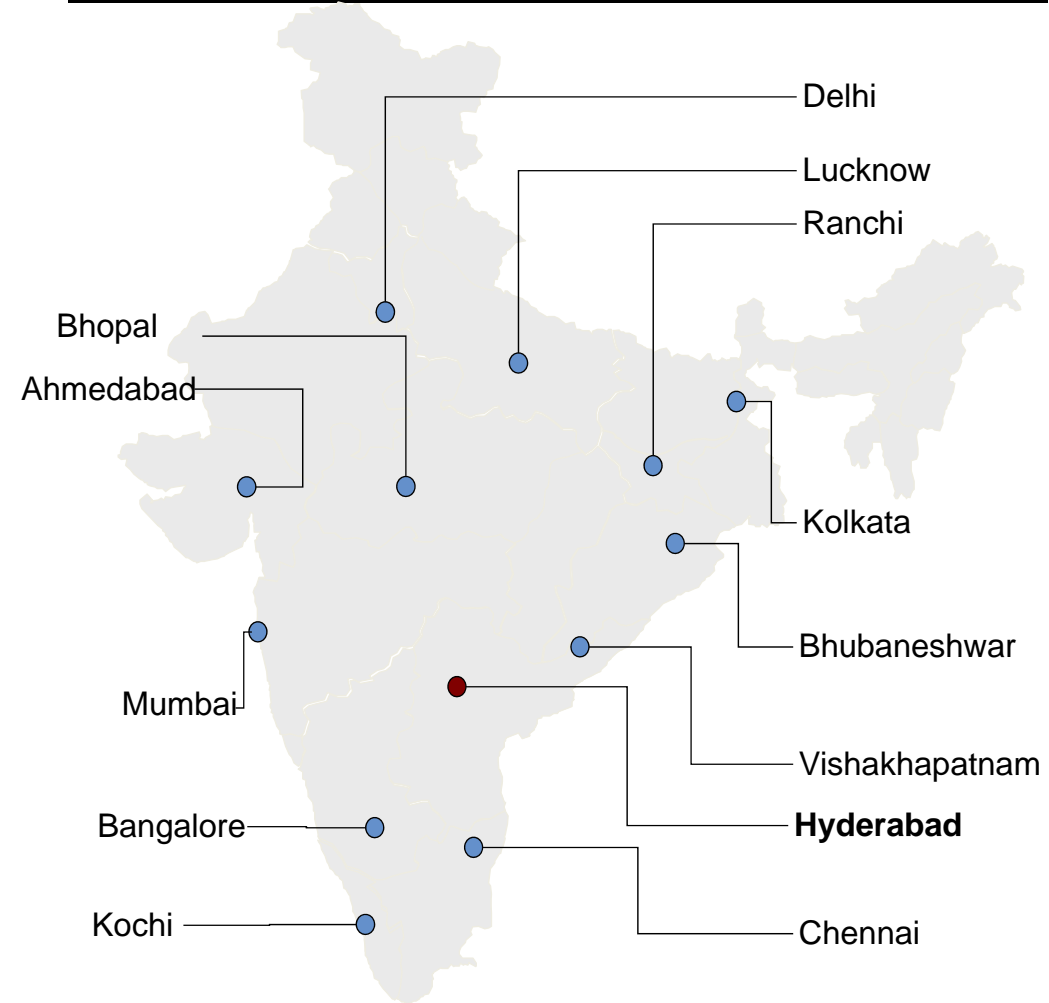 Delhi
Lucknow
Ranchi
Bhopal
Ahmedabad
Kolkata
Bhubaneshwar
Mumbai
Vishakhapatnam
Bangalore
Hyderabad
Kochi
Chennai